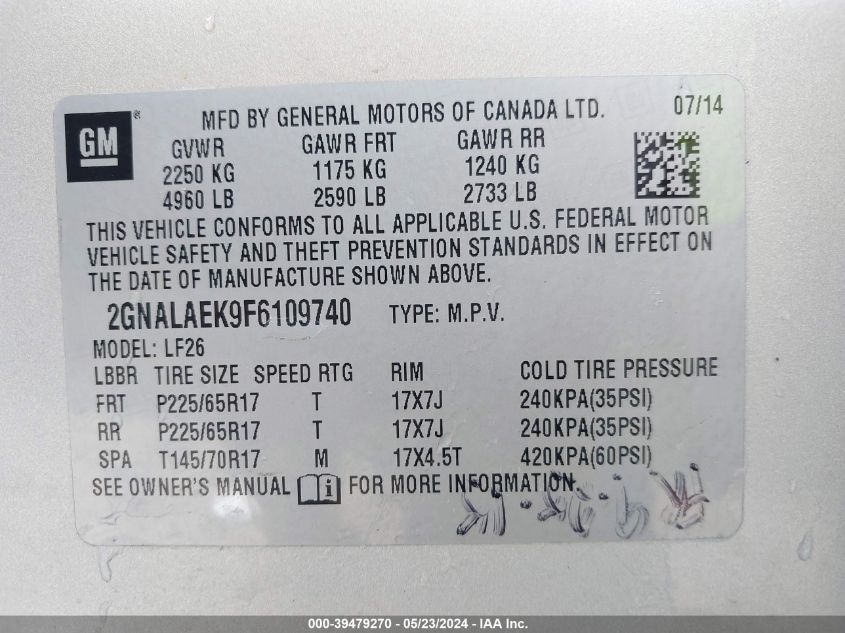 GM ®
MFD BY GENERAL MOTORS OF CANADA LTD. 07/14
GVWR GAWR FRT GAWR RR
2250 KG 1175 KG 1240 KG
4960 LB 2590 LB 2733 LB
THIS VEHICLE CONFORMS TO ALL APPLICABLE U.S. FEDERAL MOTOR
VEHICLE SAFETY AND THEFT PREVENTION STANDARDS IN EFFECT ON
THE DATE OF MANUFACTURE SHOWN ABOVE.
2GNALAEK9F6109740 TYPE: M.P.V.
MODEL: LF26
LBBR TIRE SIZE SPEED RTG RIM COLD TIRE PRESSURE
FRT P225/65R17 T 17X7J 240KPA(35PSI)
RR P225/65R17 T 17X7J 240KPA(35PSI)
SPA T145/70R17 M 17X4.5T 420KPA(60PSI)
SEE OWNER'S MANUAL i FOR MORE INFORMATION.
000-39479270 - 05/23/2024 - IAA Inc.